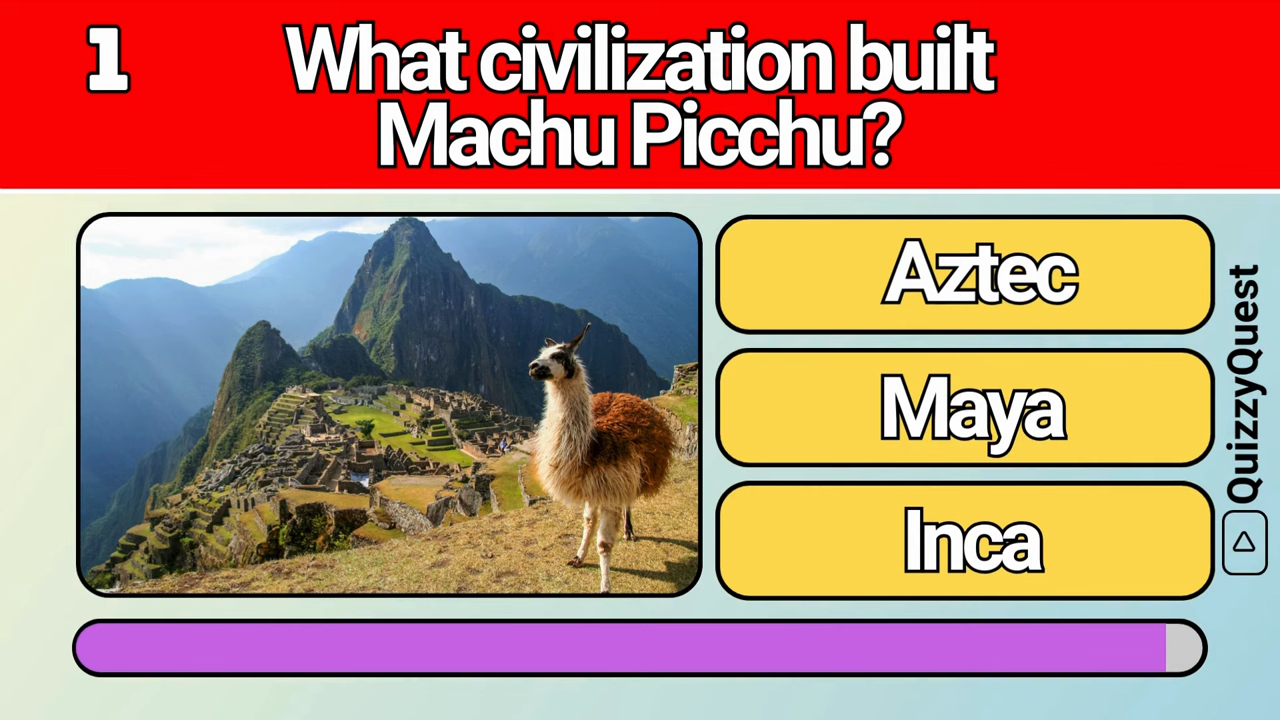 1
What civilization built
Machu Picchu?
Aztec
Maya
Inca
QuizzyQuest